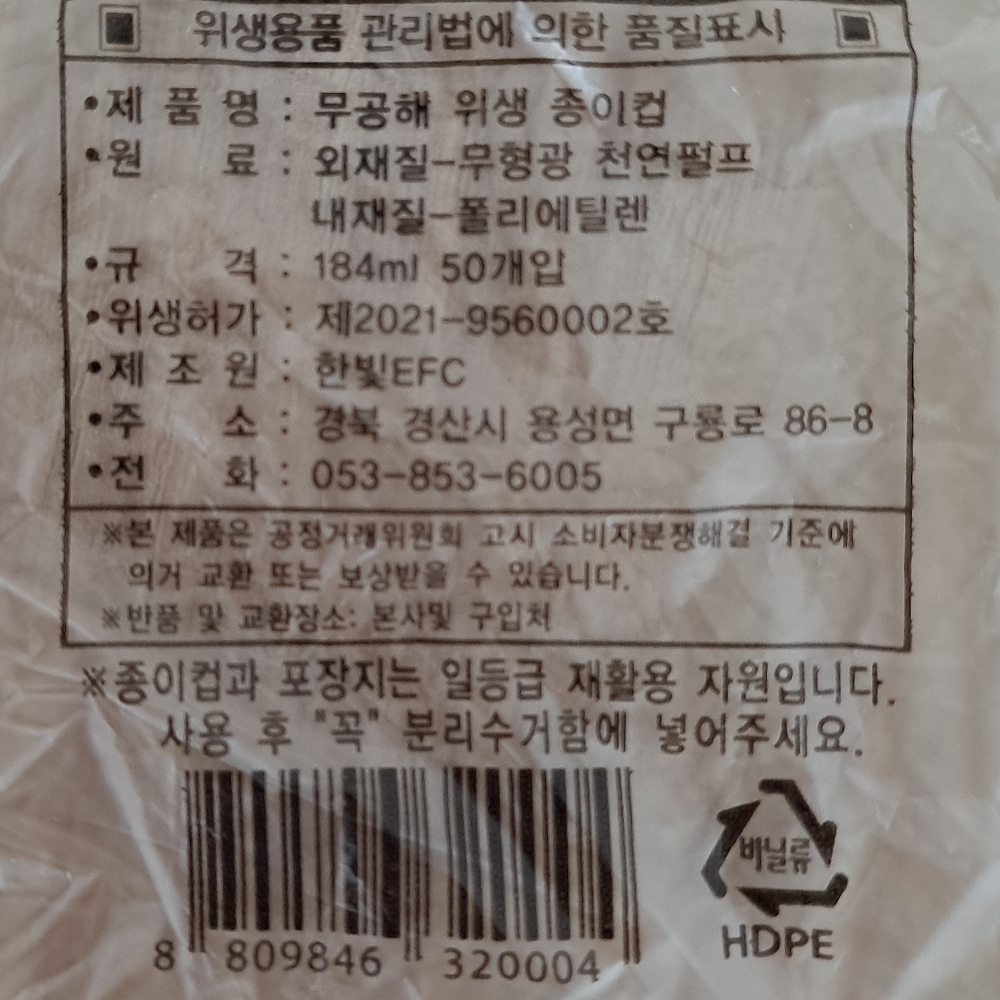 위생용품 관리법에 의한 품질표시
•제 품 명 : 무공해 위생 종이컵
•원 료 : 외재질-무형광 천연펄프
내재질-폴리에틸렌
•규 격 : 184ml 50개입
•위생허가 : 제2021-9560002호
•제 조 원 : 한빛EFC
•주 소 : 경북 경산시 용성면 구룡로 86-8
•전 화 : 053-853-6005
※본 제품은 공정거래위원회 고시 소비자분쟁해결 기준에
의거 교환 또는 보상받을 수 있습니다.
※반품 및 교환장소: 본사및 구입처
※종이컵과 포장지는 일등급 재활용 자원입니다.
사용 후 "꼭" 분리수거함에 넣어주세요.
비닐류
HDPE
8 809846 320004